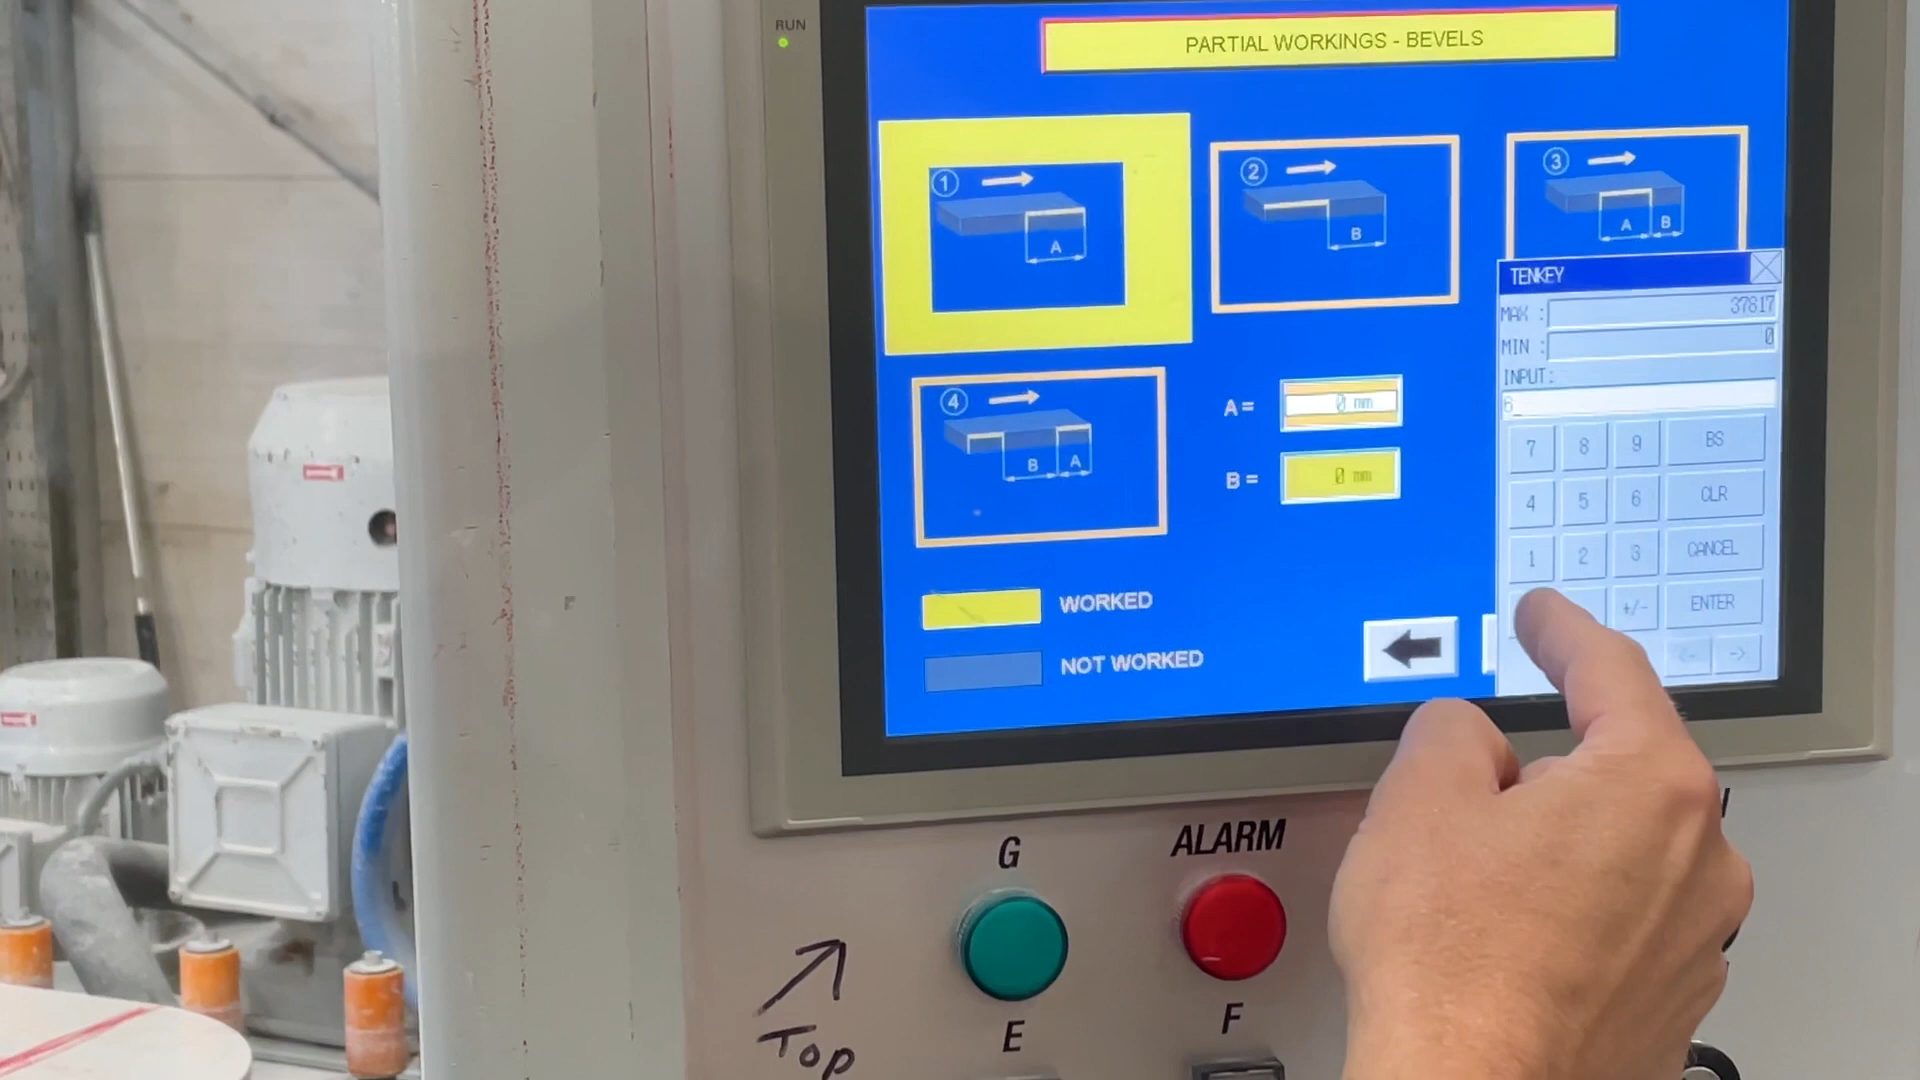 RUN
PARTIAL WORKINGS - BEVELS
1
A
2
B
3
A B
4
B A
A = 0 mm
B = 0 mm
WORKED
NOT WORKED
TENKEY
MAX : 37817
MIN : 0
INPUT:
6
7 8 9 BS
4 5 6 CLR
1 2 3 CANCEL
+/- ENTER
<- ->
G
ALARM
E
F
TOP